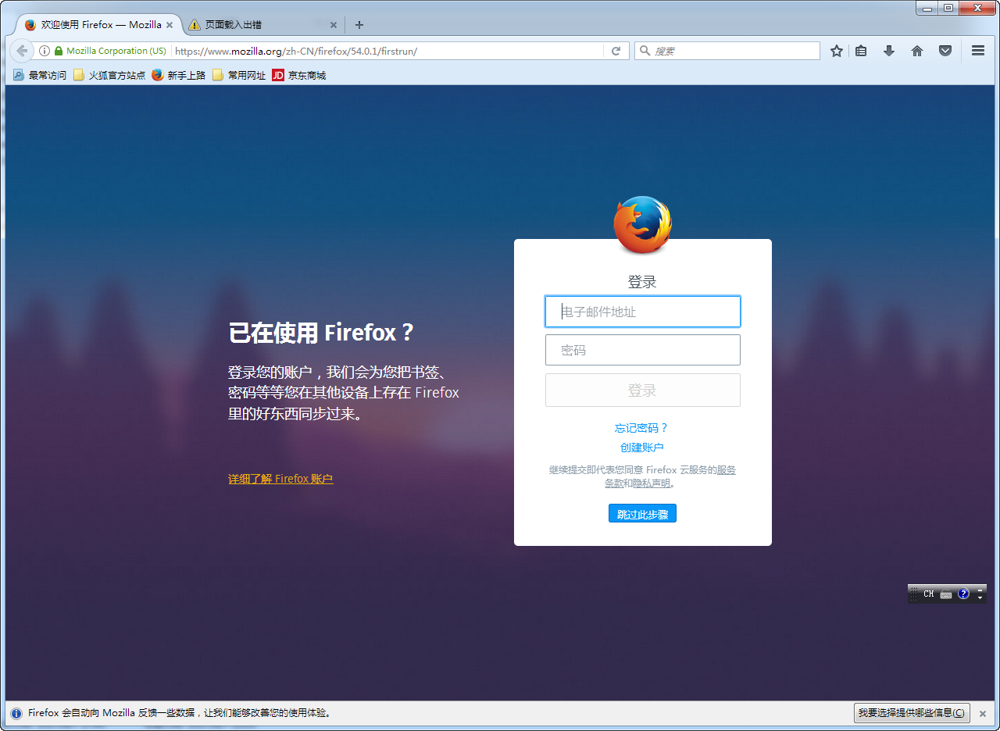 欢迎使用 Firefox — Mozilla
页面载入出错
Mozilla Corporation (US)
https://www.mozilla.org/zh-CN/firefox/54.0.1/firstrun/
搜索
最常访问
火狐官方站点
新手上路
常用网址
JD 京东商城
已在使用 Firefox？
登录您的账户，我们会为您把书签、
密码等等您在其他设备上存在 Firefox
里的好东西同步过来。
详细了解 Firefox 账户
登录
电子邮件地址
密码
登录
忘记密码？
创建账户
继续提交即代表您同意 Firefox 云服务的服务
条款和隐私声明。
跳过此步骤
CH
Firefox 会自动向 Mozilla 反馈一些数据，让我们能够改善您的使用体验。
我要选择提供哪些信息(C)